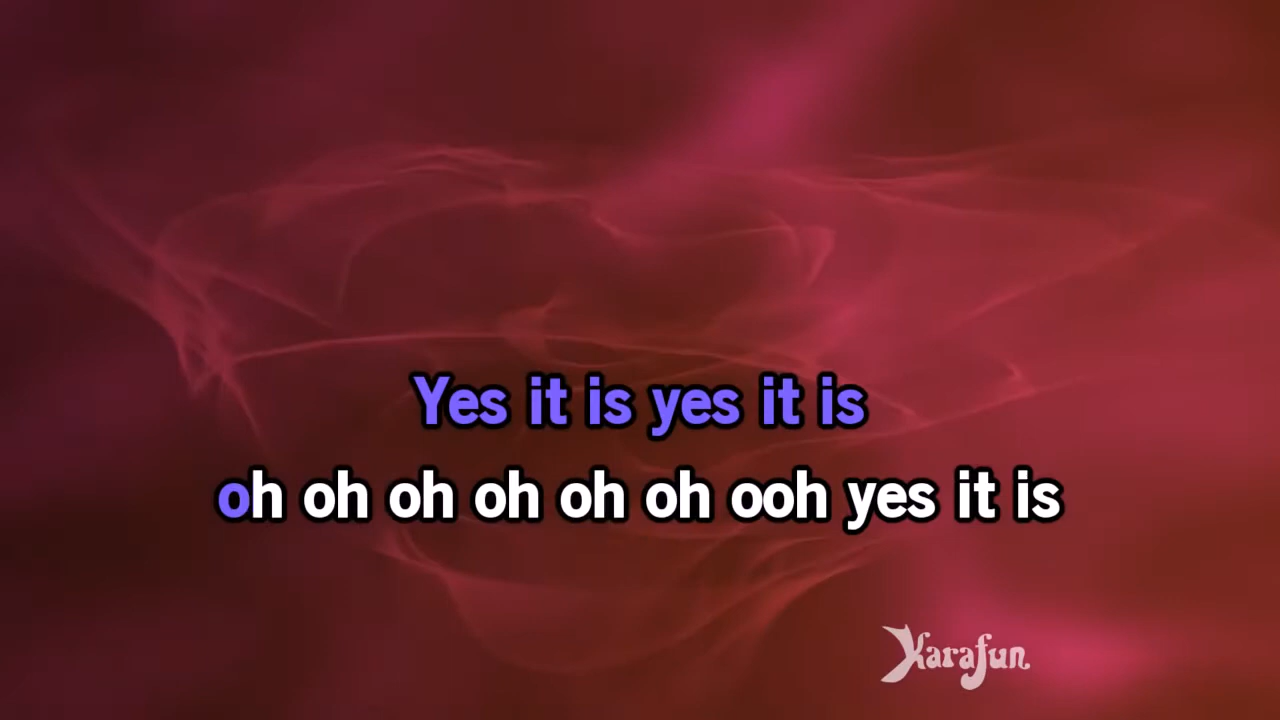 Yes it is yes it is
oh oh oh oh oh oh ooh yes it is
Karafun